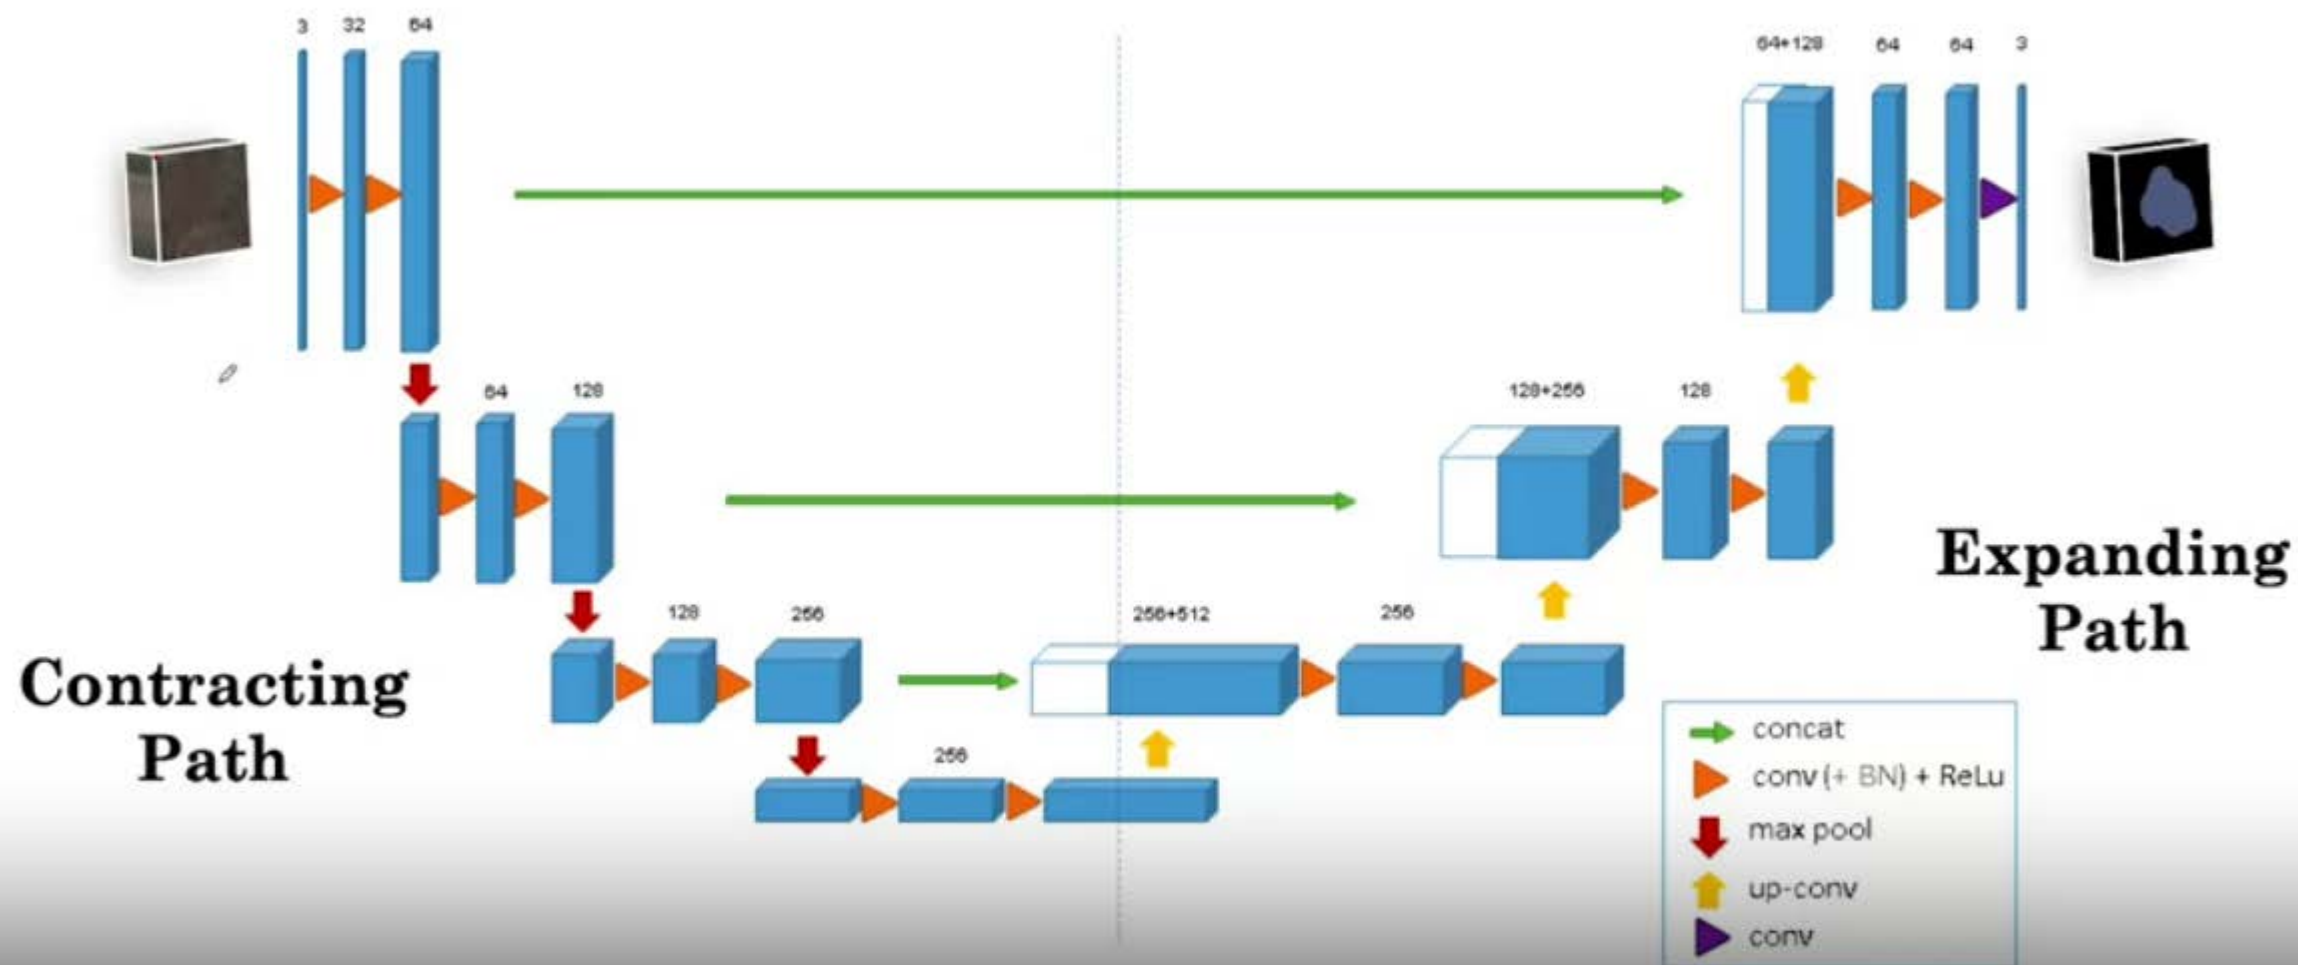 3 32 64
64+128 64 64 3
64 128
128+256 128
128 256
256+512 256
256
Contracting
Path
Expanding
Path
concat
conv (+ BN) + ReLu
max pool
up-conv
conv